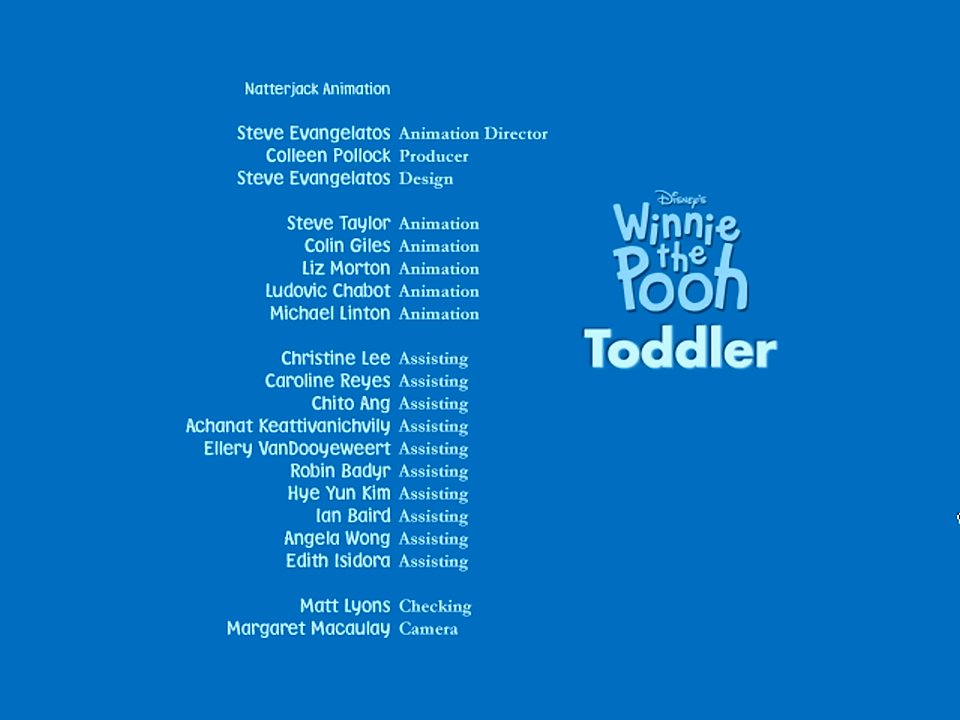 Natterjack Animation
Steve Evangelatos Animation Director
Colleen Pollock Producer
Steve Evangelatos Design
Steve Taylor Animation
Colin Giles Animation
Liz Morton Animation
Ludovic Chabot Animation
Michael Linton Animation
Christine Lee Assisting
Caroline Reyes Assisting
Chito Ang Assisting
Achanat Keattivanichvily Assisting
Ellery VanDooyeweert Assisting
Robin Badyr Assisting
Hye Yun Kim Assisting
Ian Baird Assisting
Angela Wong Assisting
Edith Isidora Assisting
Matt Lyons Checking
Margaret Macaulay Camera
Disney's
Winnie
the
Pooh
Toddler